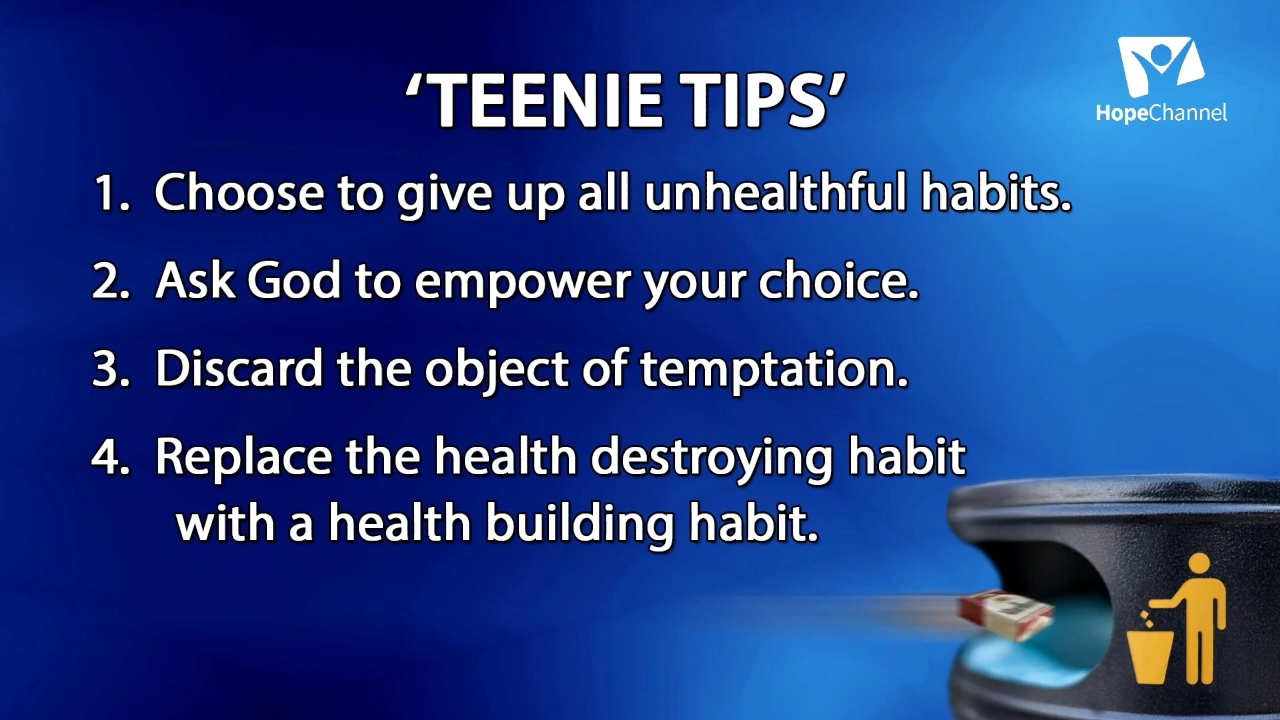 ‘TEENIE TIPS’
HopeChannel
1. Choose to give up all unhealthful habits.
2. Ask God to empower your choice.
3. Discard the object of temptation.
4. Replace the health destroying habit
with a health building habit.